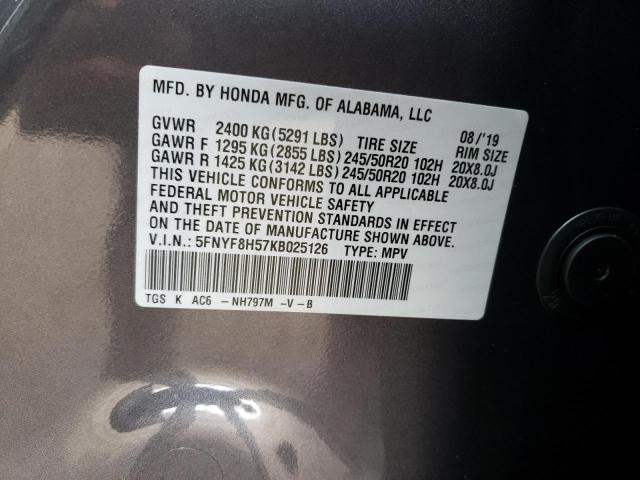 MFD. BY HONDA MFG. OF ALABAMA, LLC
GVWR 2400 KG(5291 LBS) TIRE SIZE 08/'19 RIM SIZE
GAWR F 1295 KG(2855 LBS) 245/50R20 102H 20X8.0J
GAWR R 1425 KG(3142 LBS) 245/50R20 102H 20X8.0J
THIS VEHICLE CONFORMS TO ALL APPLICABLE
FEDERAL MOTOR VEHICLE SAFETY
AND THEFT PREVENTION STANDARDS IN EFFECT
ON THE DATE OF MANUFACTURE SHOWN ABOVE.
V.I.N.: 5FNYF8H57KB025126 TYPE: MPV
TGS K AC6 - NH797M -V-B